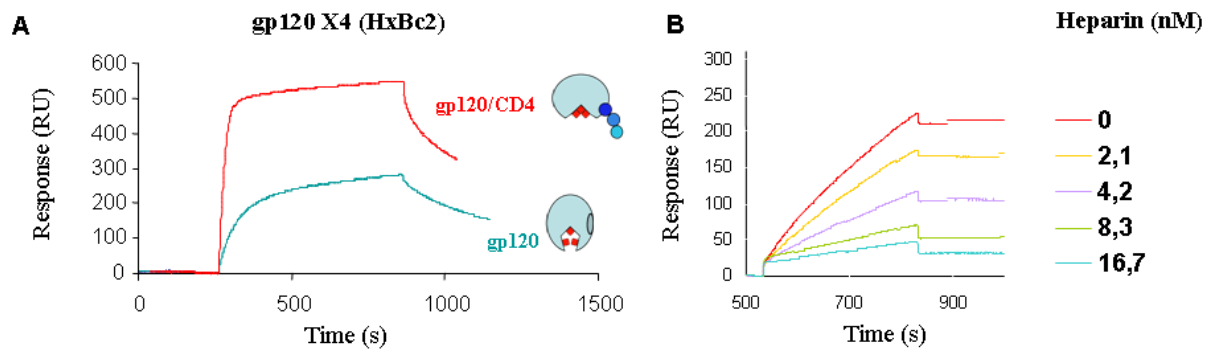 A
gp120 X4 (HxBc2)
Response (RU)
600
500
400
300
200
100
0
0
500
1000
1500
Time (s)
gp120/CD4
gp120
B
Heparin (nM)
Response (RU)
300
250
200
150
100
50
0
500
700
900
Time (s)
0
2,1
4,2
8,3
16,7